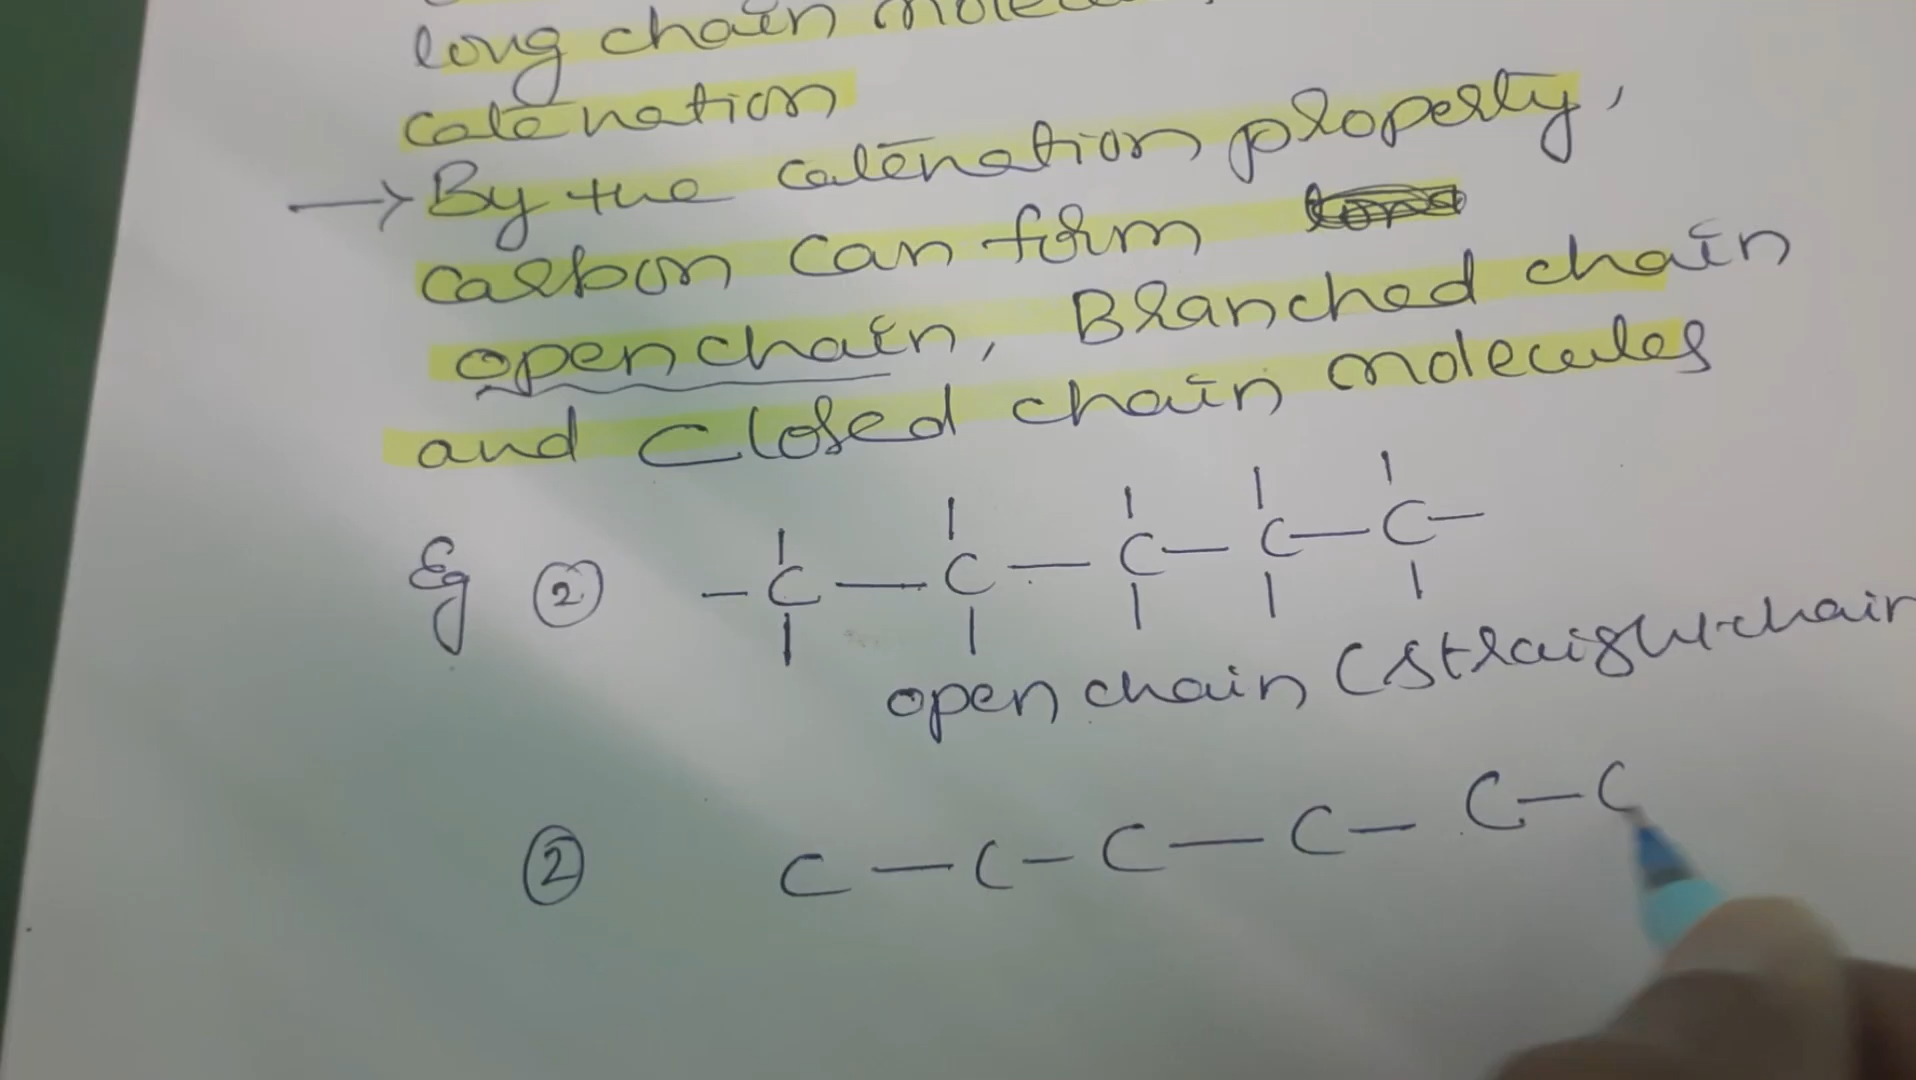 long chain
catenation
→ By the catenation property,
carbon can form
open chain, Branched chain
and closed chain molecules
Eg ② - C — C — C — C — C -
open chain (straight chain
② C — C - C — C - C - C